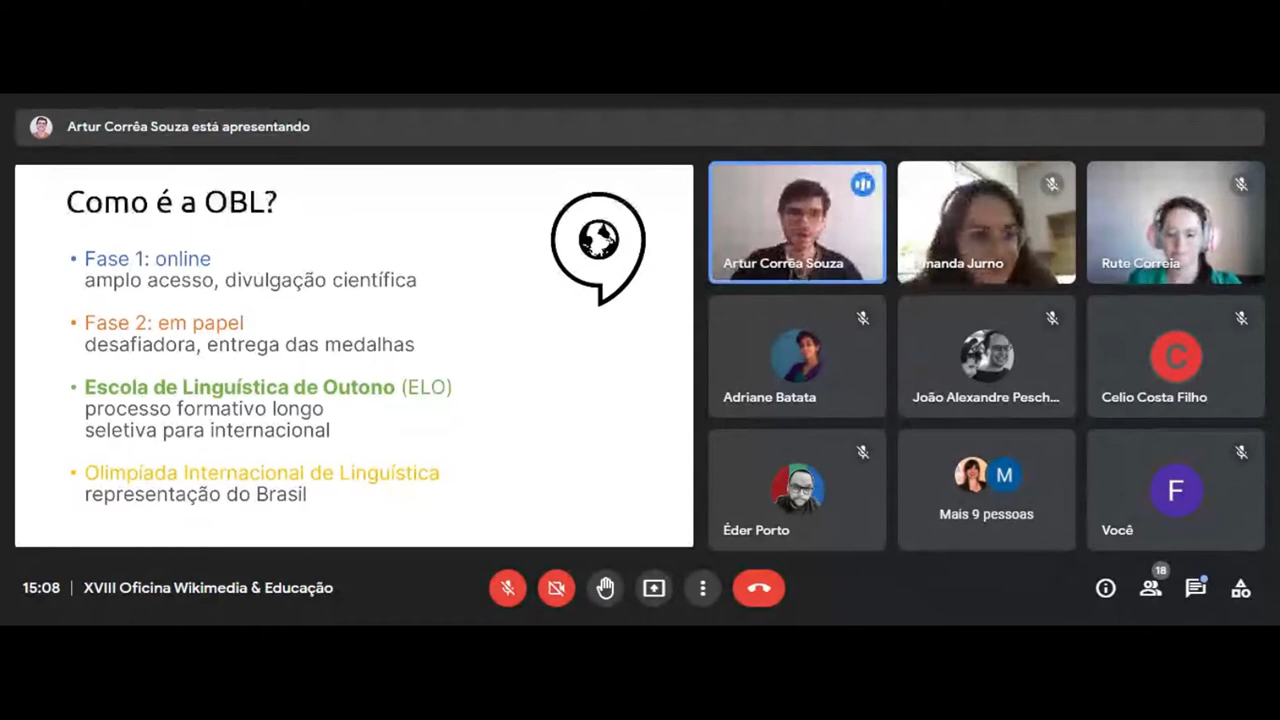 Artur Corrêa Souza está apresentando
Como é a OBL?
• Fase 1: online
amplo acesso, divulgação científica
• Fase 2: em papel
desafiadora, entrega das medalhas
• Escola de Linguística de Outono (ELO)
processo formativo longo
seletiva para internacional
• Olimpíada Internacional de Linguística
representação do Brasil
Artur Corrêa Souza
Jurno
Rute Correia
Adriane Batata
João Alexandre Pesch...
C
Celio Costa Filho
Éder Porto
M
Mais 9 pessoas
F
Você
15:08 | XVIII Oficina Wikimedia & Educação
18